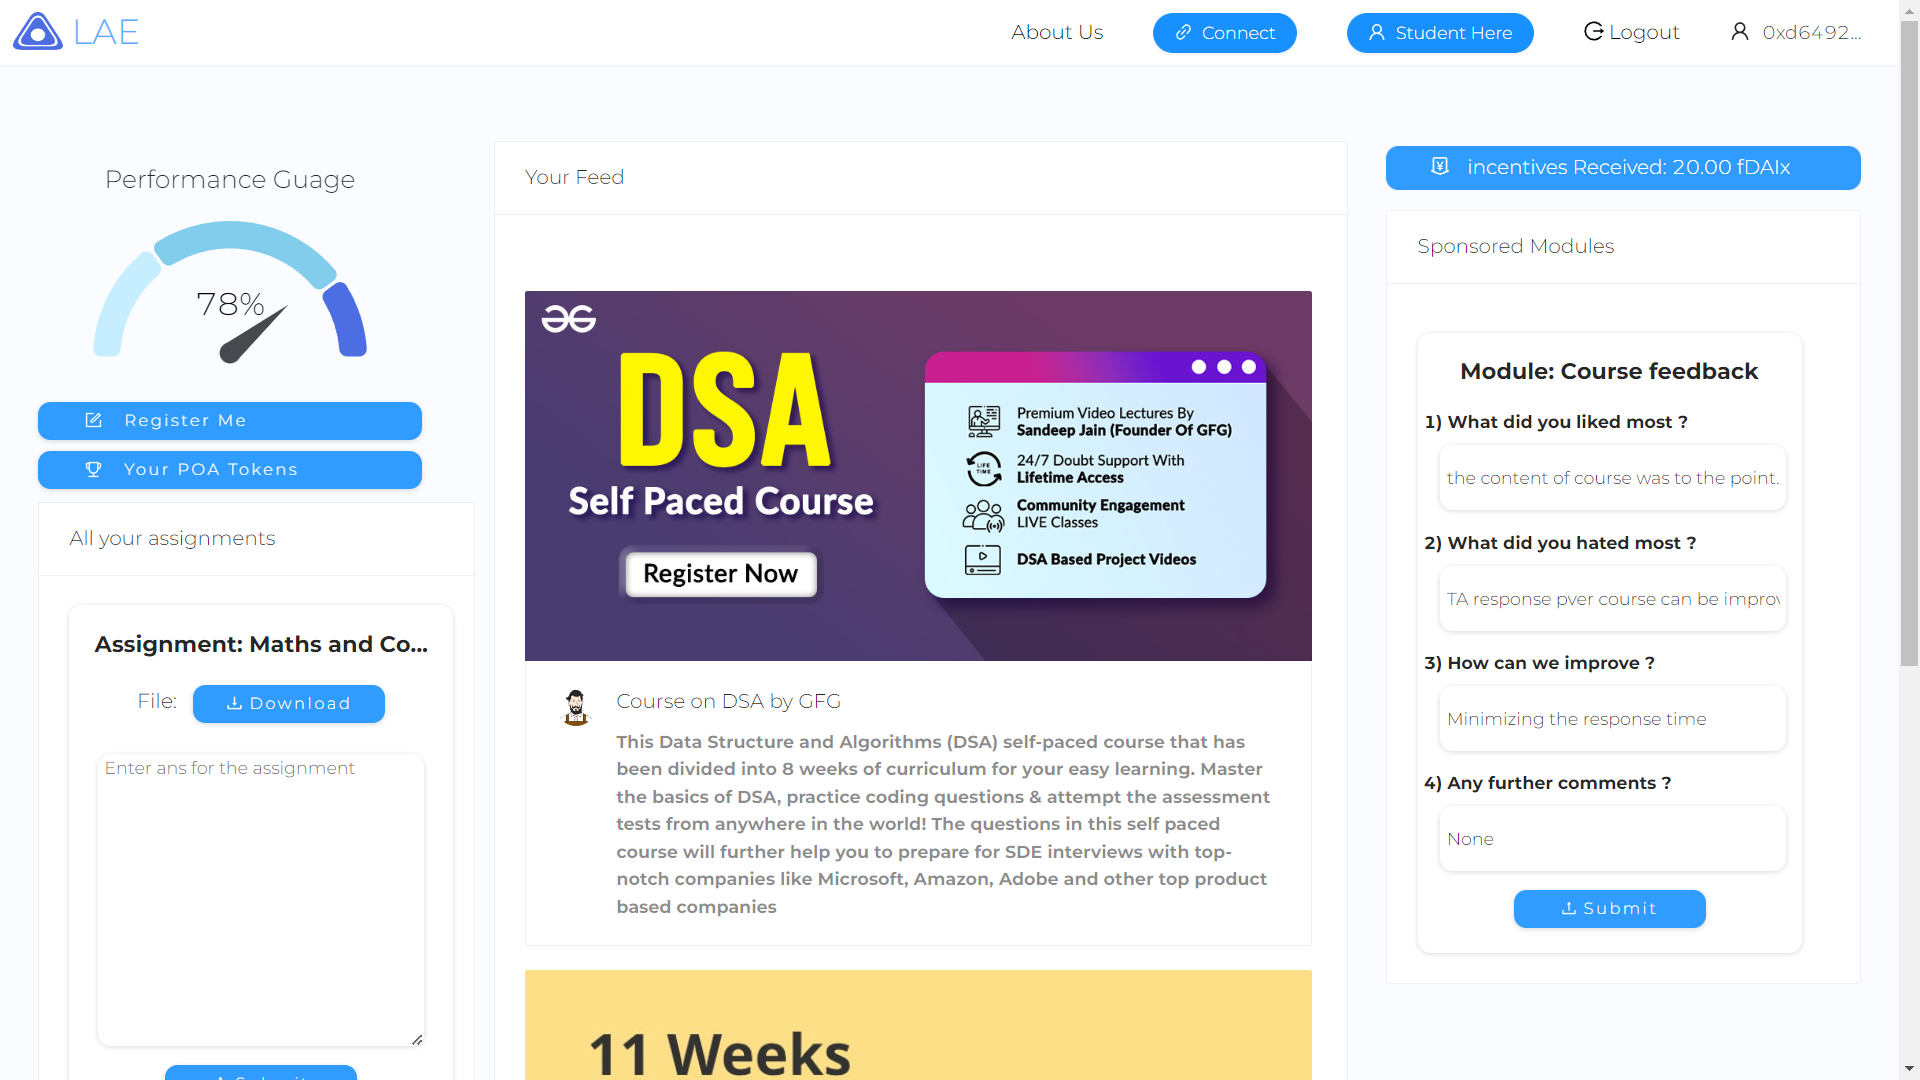 LAE
About Us
Connect
Student Here
Logout
0xd6492...
Performance Guage
78%
Register Me
Your POA Tokens
All your assignments
Assignment: Maths and Co...
File:
Download
Enter ans for the assignment
Your Feed
DSA
Self Paced Course
Register Now
Premium Video Lectures By
Sandeep Jain (Founder Of GFG)
LIFE
TIME
24/7 Doubt Support With
Lifetime Access
Community Engagement
LIVE Classes
DSA Based Project Videos
Course on DSA by GFG
This Data Structure and Algorithms (DSA) self-paced course that has
been divided into 8 weeks of curriculum for your easy learning. Master
the basics of DSA, practice coding questions & attempt the assessment
tests from anywhere in the world! The questions in this self paced
course will further help you to prepare for SDE interviews with top-
notch companies like Microsoft, Amazon, Adobe and other top product
based companies
11 Weeks
incentives Received: 20.00 fDAIx
Sponsored Modules
Module: Course feedback
1) What did you liked most ?
the content of course was to the point.
2) What did you hated most ?
TA response pver course can be improv
3) How can we improve ?
Minimizing the response time
4) Any further comments ?
None
Submit